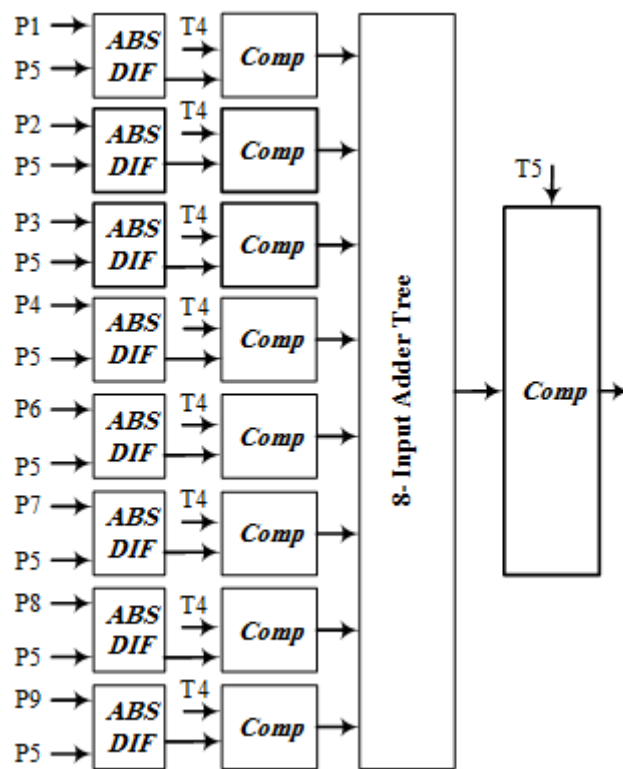 P1 ABS T4 Comp
P5 DIF
P2 ABS T4 Comp
P5 DIF
T5
P3 ABS T4 Comp
P5 DIF
P4 ABS T4 Comp
P5 DIF
8- Input Adder Tree
Comp
P6 ABS T4 Comp
P5 DIF
P7 ABS T4 Comp
P5 DIF
P8 ABS T4 Comp
P5 DIF
P9 ABS T4 Comp
P5 DIF